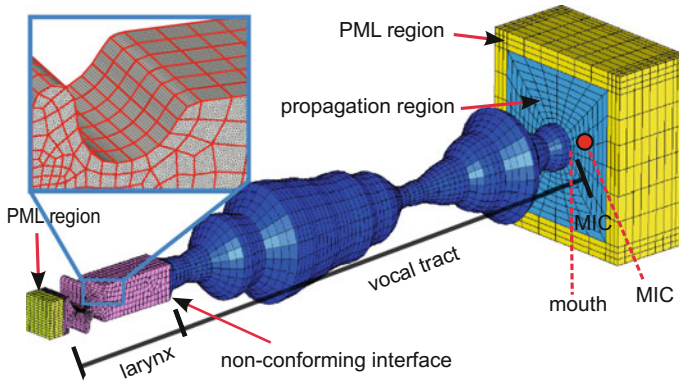 PML region
propagation region
PML region
MIC
vocal tract
MIC
mouth
larynx
non-conforming interface